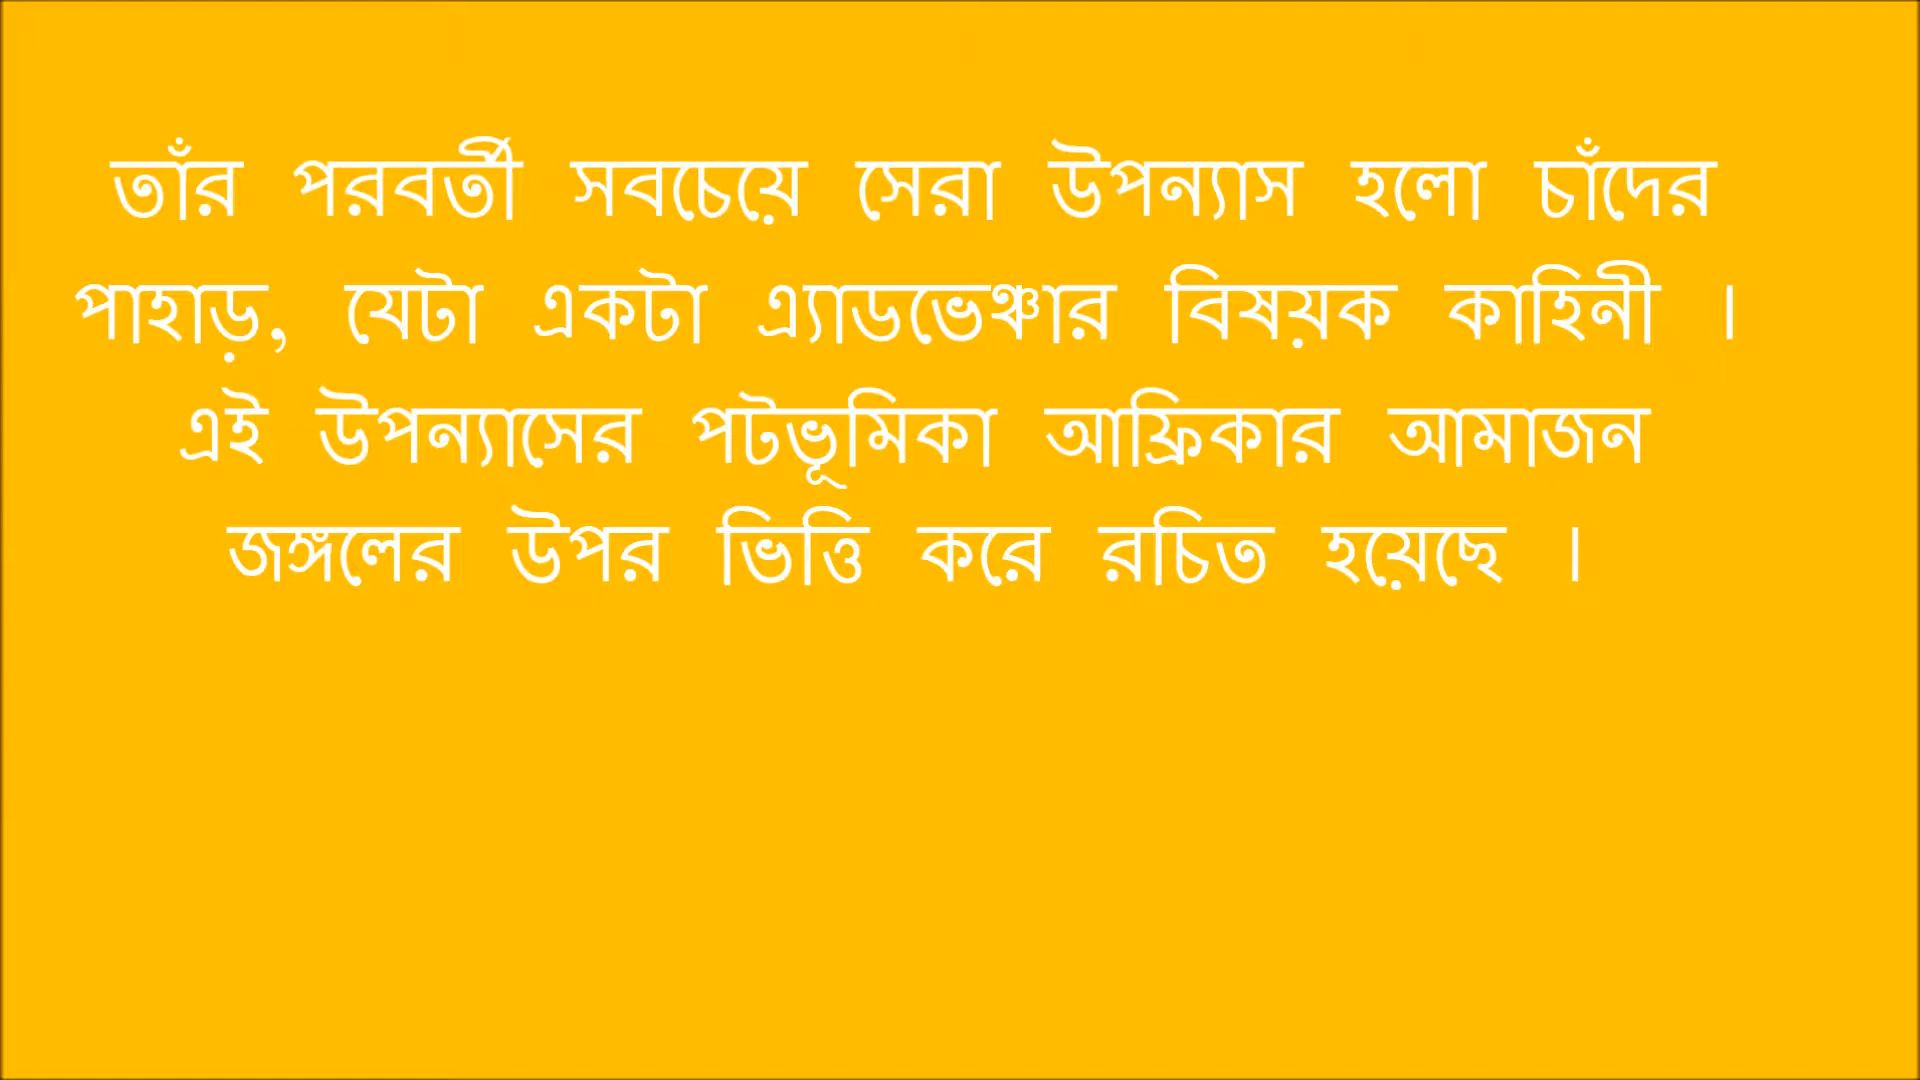 তাঁর পরবর্তী সবচেয়ে সেরা উপন্যাস হলো চাঁদের
পাহাড়, যেটা একটা এ্যাডভেঞ্চার বিষয়ক কাহিনী ।
এই উপন্যাসের পটভূমিকা আফ্রিকার আমাজন
জঙ্গলের উপর ভিত্তি করে রচিত হয়েছে ।